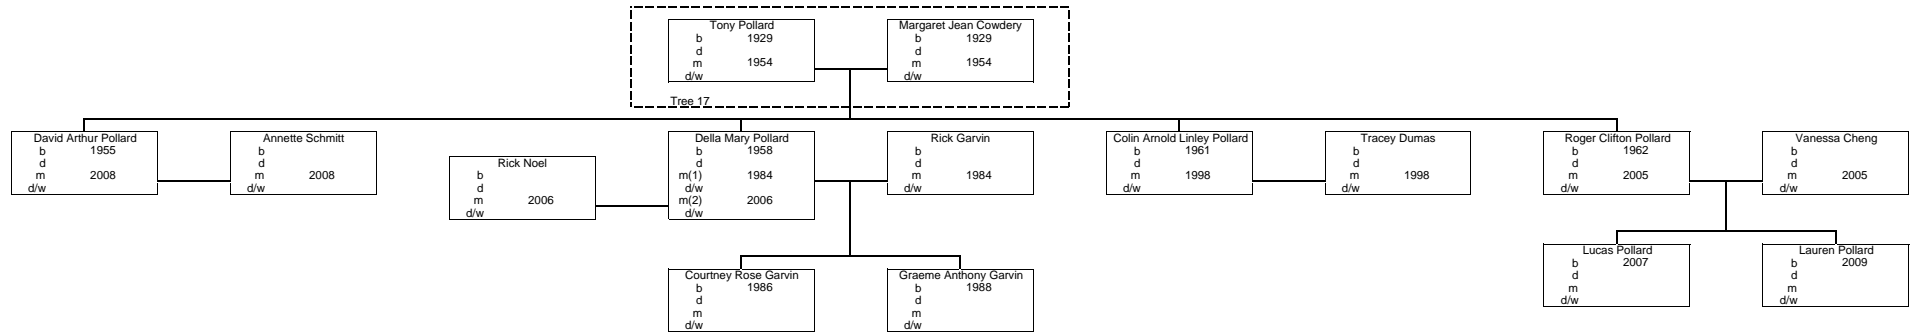 Tony Pollard
b 1929
d
m 1954
d/w
Margaret Jean Cowdery
b 1929
d
m 1954
d/w
Tree 17
David Arthur Pollard
b 1955
d
m 2008
d/w
Annette Schmitt
b
d
m 2008
d/w
Rick Noel
b
d
m 2006
d/w
Della Mary Pollard
b 1958
d
m(1) 1984
d/w
m(2) 2006
d/w
Rick Garvin
b
d
m 1984
d/w
Colin Arnold Linley Pollard
b 1961
d
m 1998
d/w
Tracey Dumas
b
d
m 1998
d/w
Roger Clifton Pollard
b 1962
d
m 2005
d/w
Vanessa Cheng
b
d
m 2005
d/w
Courtney Rose Garvin
b 1986
d
m
d/w
Graeme Anthony Garvin
b 1988
d
m
d/w
Lucas Pollard
b 2007
d
m
d/w
Lauren Pollard
b 2009
d
m
d/w